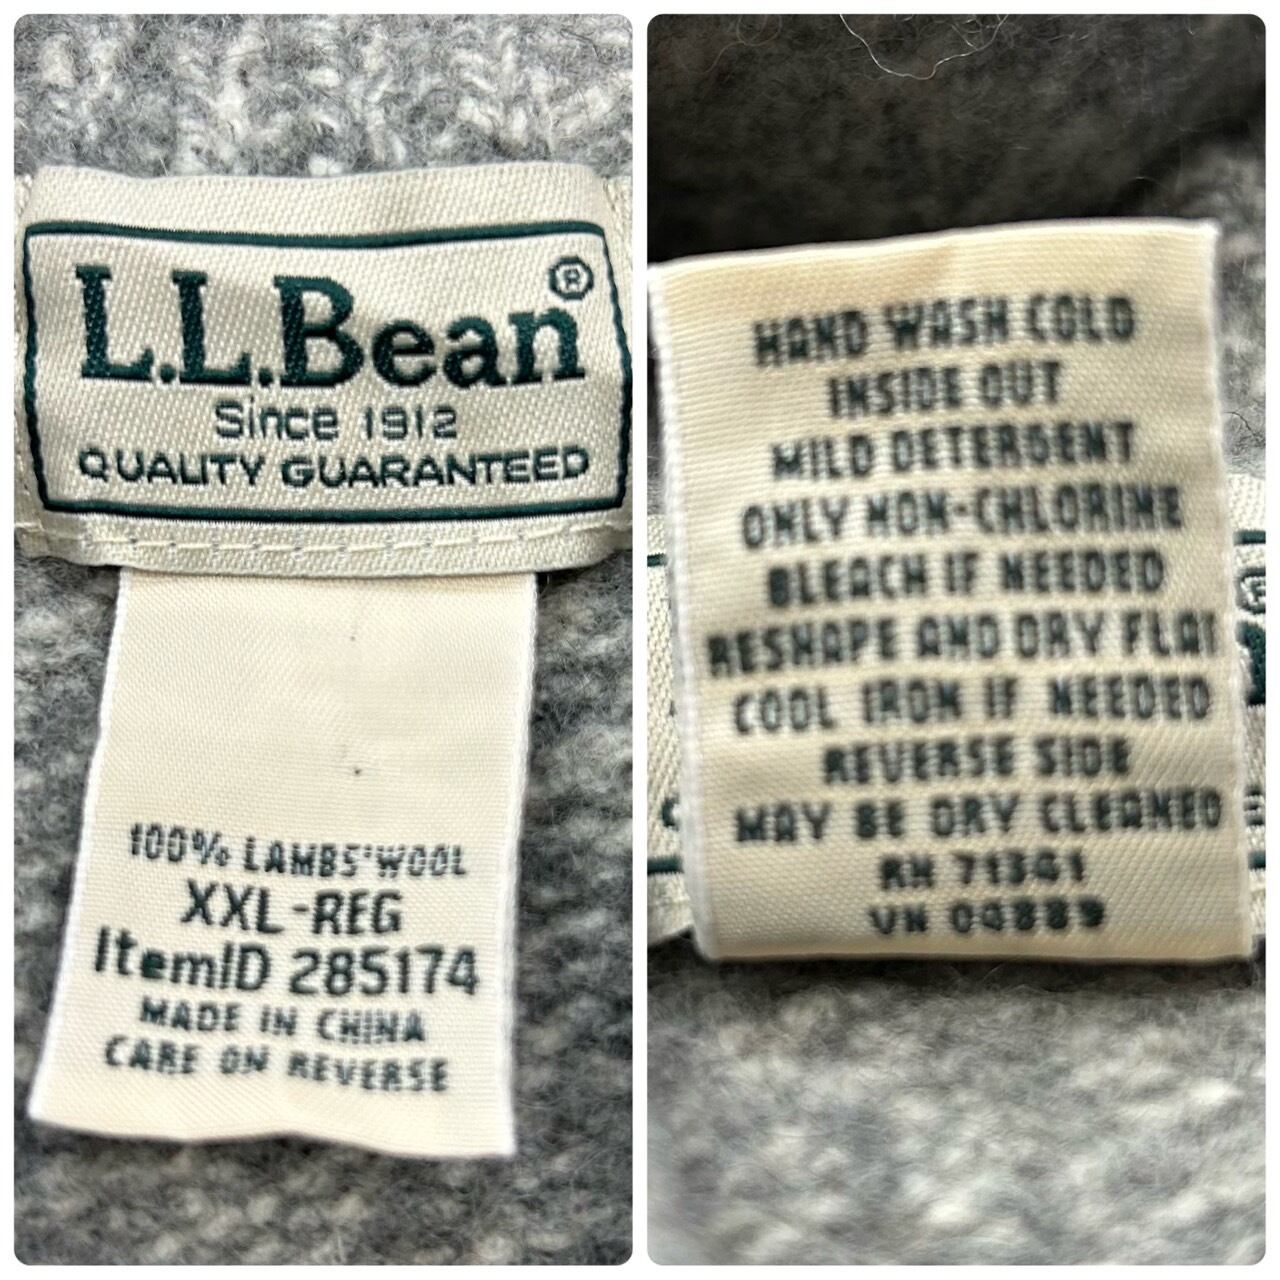 L.L.Bean®
Since 1912
QUALITY GUARANTEED
100% LAMBS'WOOL
XXL-REG
ItemID 285174
MADE IN CHINA
CARE ON REVERSE
HAND WASH COLD
INSIDE OUT
MILD DETERGENT
ONLY NON-CHLORINE
BLEACH IF NEEDED
RESHAPE AND DRY FLAT
COOL IRON IF NEEDED
REVERSE SIDE
MAY BE DRY CLEANED
RN 71341
VN 04889
®